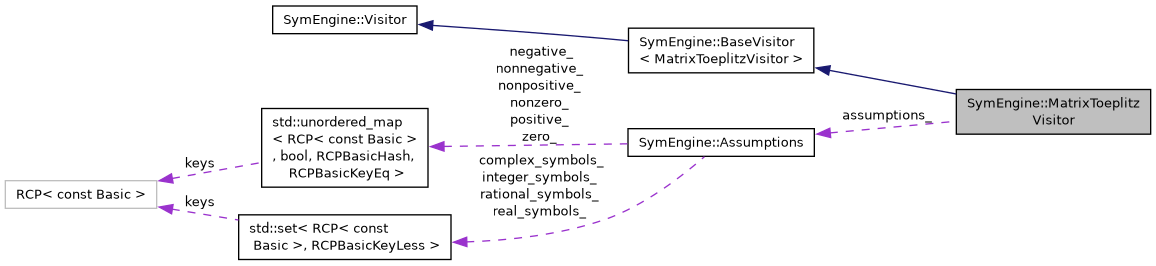 SymEngine::Visitor
SymEngine::BaseVisitor
< MatrixToeplitzVisitor >
negative_
nonnegative_
nonpositive_
nonzero_
positive_
zero_
SymEngine::MatrixToeplitz
Visitor
assumptions_
std::unordered_map
< RCP< const Basic >
, bool, RCPBasicHash,
RCPBasicKeyEq >
SymEngine::Assumptions
keys
complex_symbols_
integer_symbols_
rational_symbols_
real_symbols_
RCP< const Basic >
keys
std::set< RCP< const
Basic >, RCPBasicKeyLess >